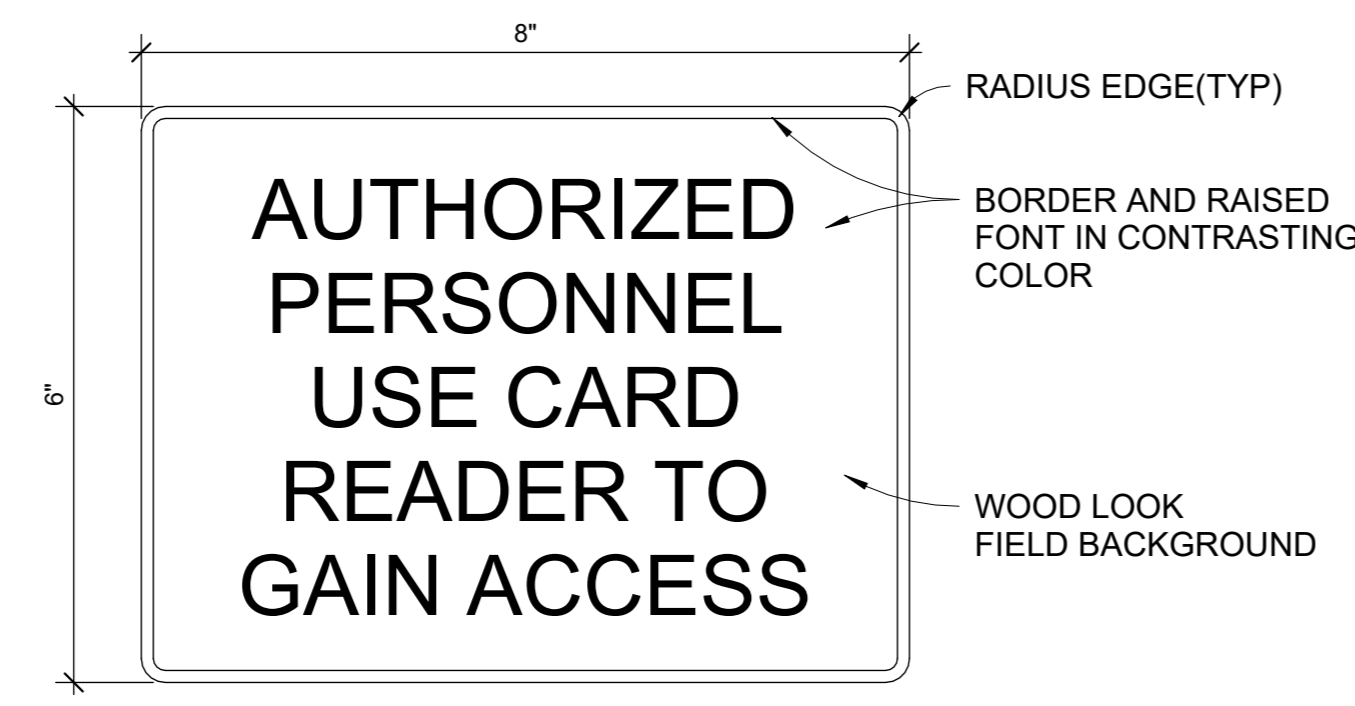 8"
RADIUS EDGE(TYP)
BORDER AND RAISED
FONT IN CONTRASTING
COLOR
AUTHORIZED
PERSONNEL
USE CARD
READER TO
GAIN ACCESS
6"
WOOD LOOK
FIELD BACKGROUND